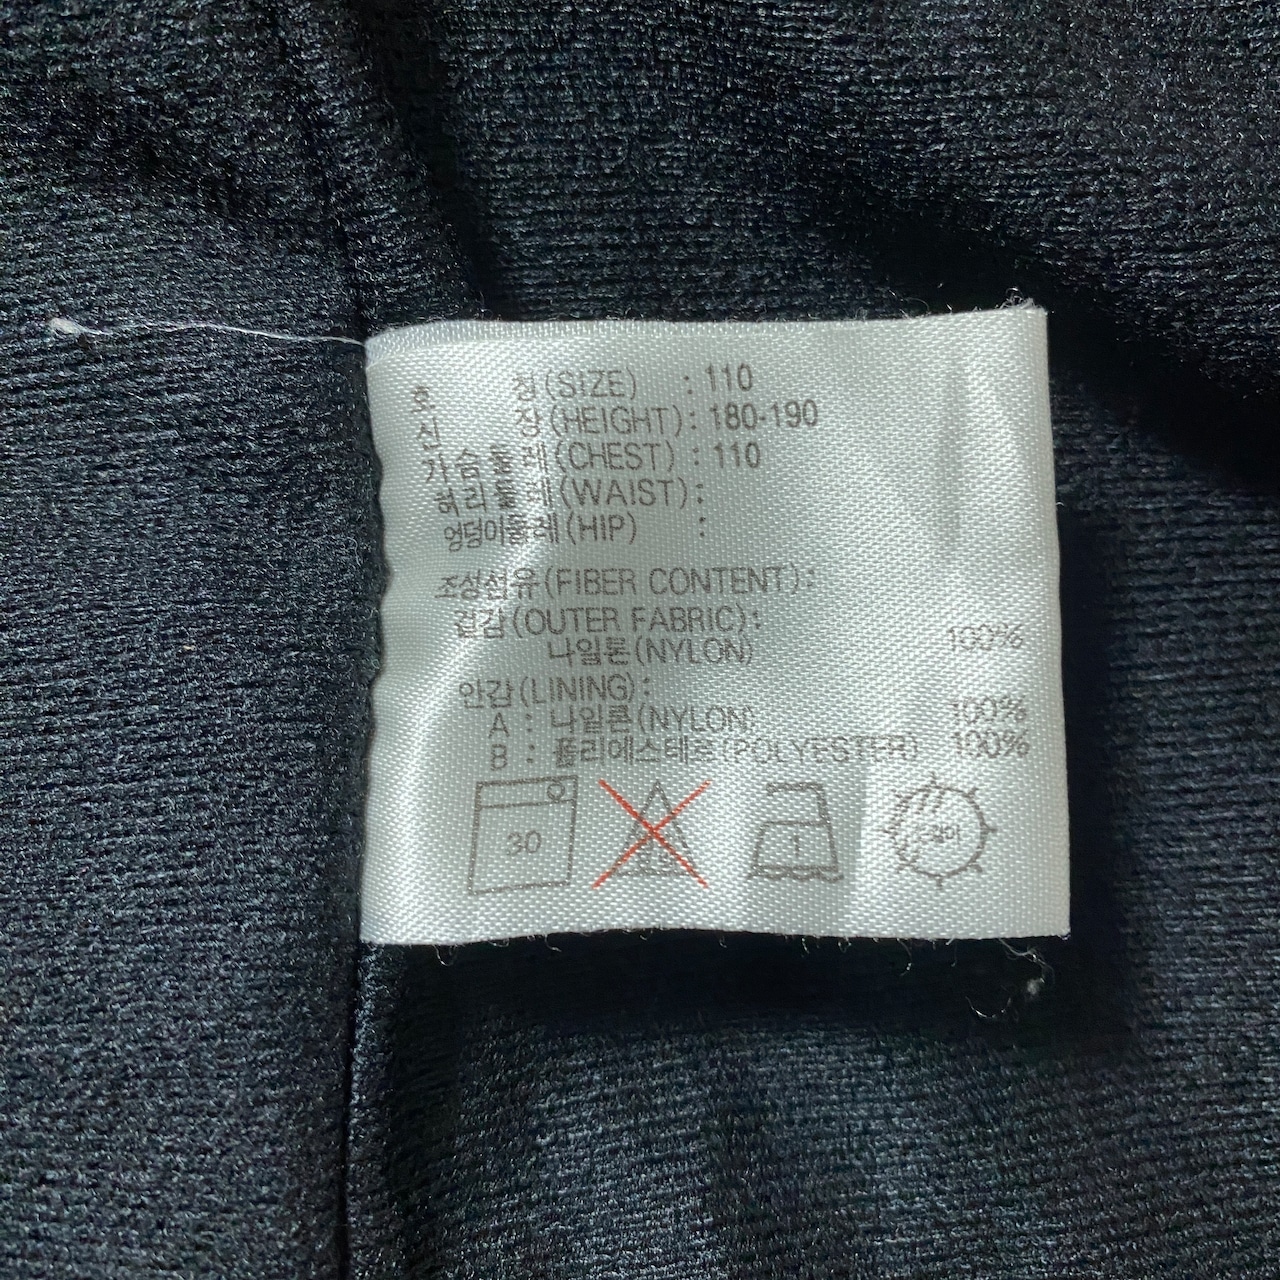 호 칭(SIZE) : 110
신 장(HEIGHT): 180-190
가슴둘레(CHEST) : 110
허리둘레(WAIST):
엉덩이둘레(HIP) :
조성섬유(FIBER CONTENT):
겉감(OUTER FABRIC):
나일론(NYLON) 100%
안감(LINING):
A : 나일론(NYLON) 100%
B : 폴리에스테르(POLYESTER) 100%
30
1